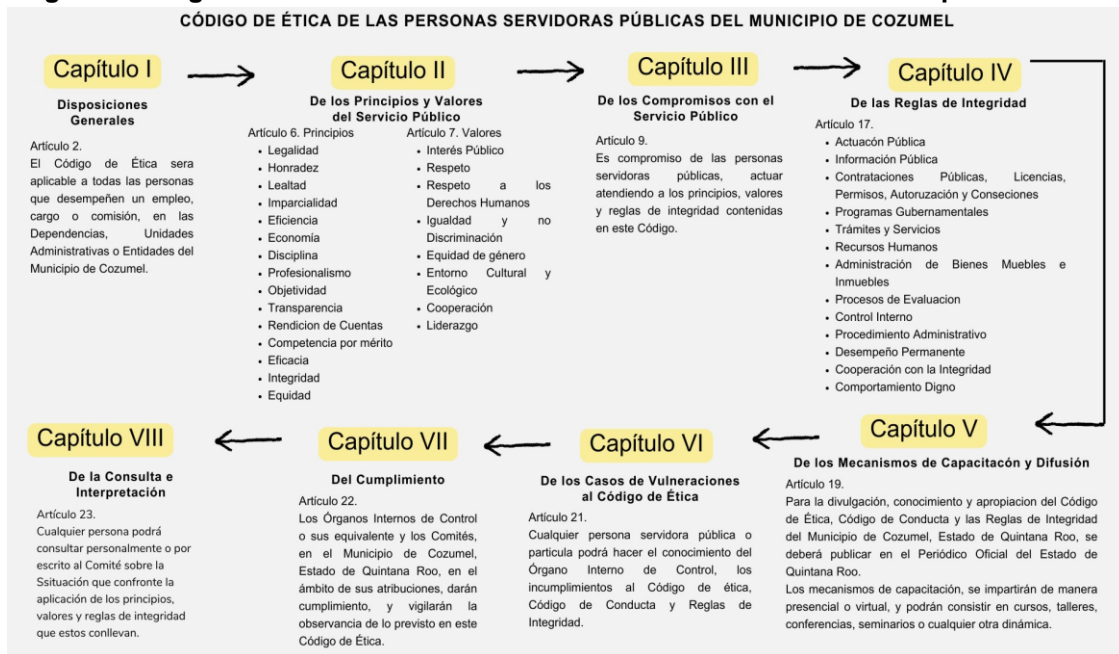 CÓDIGO DE ÉTICA DE LAS PERSONAS SERVIDORAS PÚBLICAS DEL MUNICIPIO DE COZUMEL
Capítulo I
Disposiciones
Generales
Artículo 2.
El Código de Ética sera
aplicable a todas las personas
que desempeñen un empleo,
cargo o comisión, en las
Dependencias, Unidades
Administrativas o Entidades del
Municipio de Cozumel.
Capítulo II
De los Principios y Valores
del Servicio Público
Artículo 6. Principios
• Legalidad
• Honradez
• Lealtad
• Imparcialidad
• Eficiencia
• Economía
• Disciplina
• Profesionalismo
• Objetividad
• Transparencia
• Rendicion de Cuentas
• Competencia por mérito
• Eficacia
• Integridad
• Equidad
Artículo 7. Valores
• Interés Público
• Respeto
• Respeto a los
Derechos Humanos
• Igualdad y no
Discriminación
• Equidad de género
• Entorno Cultural y
Ecológico
• Cooperación
• Liderazgo
Capítulo III
De los Compromisos con el
Servicio Público
Artículo 9.
Es compromiso de las personas
servidoras públicas, actuar
atendiendo a los principios, valores
y reglas de integridad contenidas
en este Código.
Capítulo IV
De las Reglas de Integridad
Artículo 17.
• Actuacón Pública
• Información Pública
• Contrataciones Públicas, Licencias,
Permisos, Autoruzación y Conseciones
• Programas Gubernamentales
• Trámites y Servicios
• Recursos Humanos
• Administración de Bienes Muebles e
Inmuebles
• Procesos de Evaluacion
• Control Interno
• Procedimiento Administrativo
• Desempeño Permanente
• Cooperación con la Integridad
• Comportamiento Digno
Capítulo V
De los Mecanismos de Capacitacón y Difusión
Artículo 19.
Para la divulgación, conocimiento y apropiacion del Código
de Ética, Código de Conducta y las Reglas de Integridad
del Municipio de Cozumel, Estado de Quintana Roo, se
deberá publicar en el Periódico Oficial del Estado de
Quintana Roo.
Los mecanismos de capacitación, se impartirán de manera
presencial o virtual, y podrán consistir en cursos, talleres,
conferencias, seminarios o cualquier otra dinámica.
Capítulo VI
De los Casos de Vulneraciones
al Código de Ética
Artículo 21.
Cualquier persona servidora pública o
particula podrá hacer el conocimiento del
Órgano Interno de Control, los
incumplimientos al Código de ética,
Código de Conducta y Reglas de
Integridad.
Capítulo VII
Del Cumplimiento
Artículo 22.
Los Órganos Internos de Control
o sus equivalente y los Comités,
en el Municipio de Cozumel,
Estado de Quintana Roo, en el
ámbito de sus atribuciones, darán
cumplimiento, y vigilarán la
observancia de lo previsto en este
Código de Ética.
Capítulo VIII
De la Consulta e
Interpretación
Artículo 23.
Cualquier persona podrá
consultar personalmente o por
escrito al Comité sobre la
Ssituación que confronte la
aplicación de los principios,
valores y reglas de integridad
que estos conllevan.